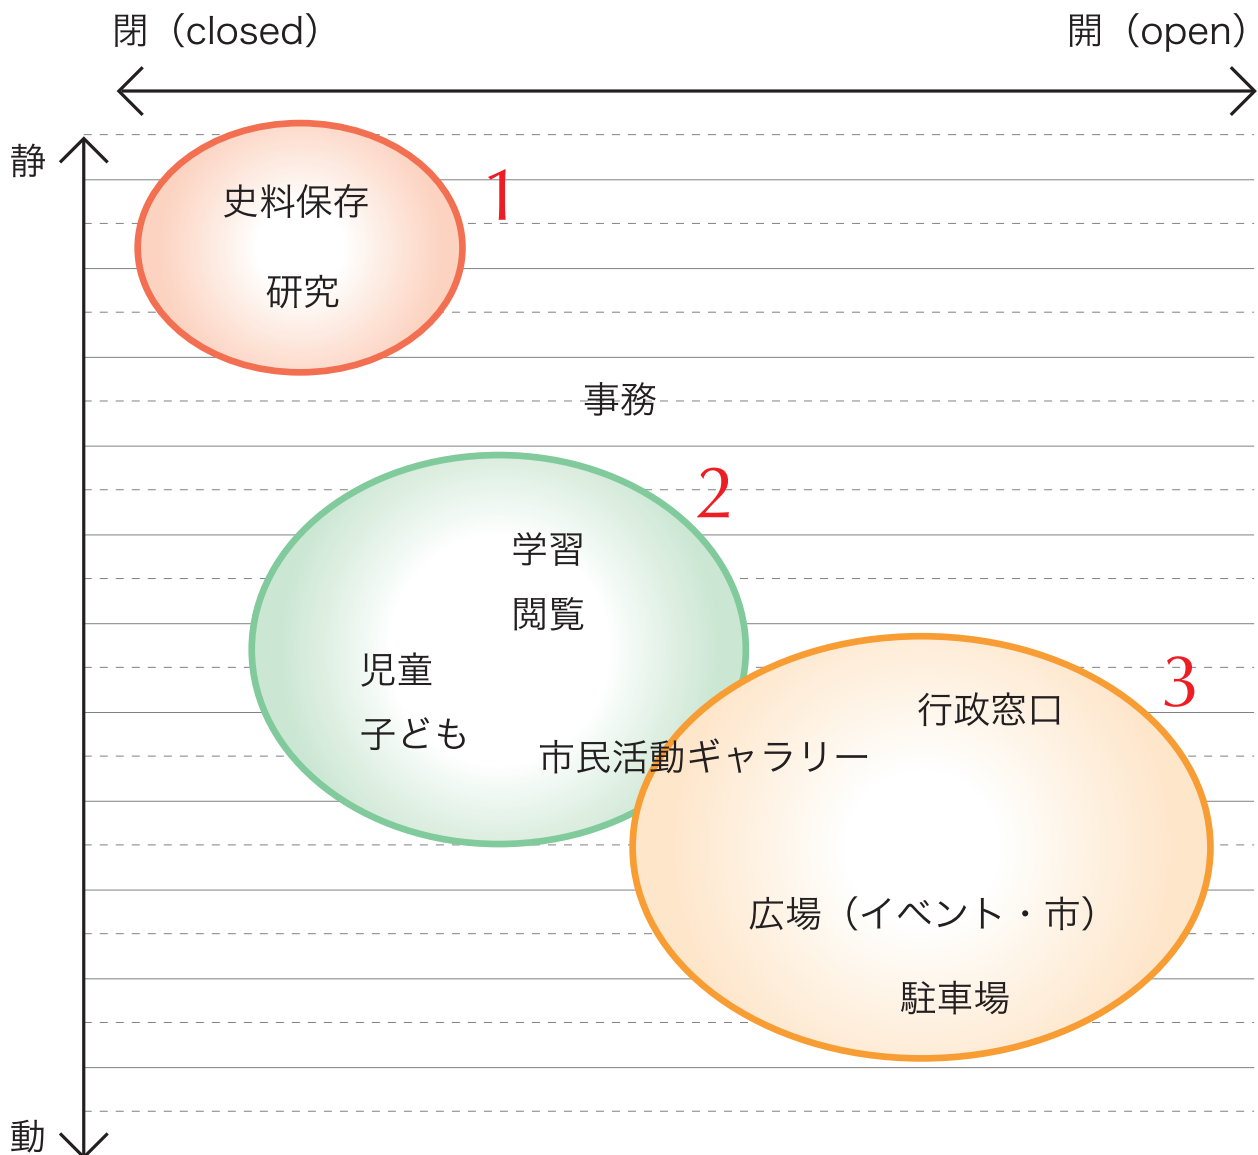 閉（closed）
開（open）
静
史料保存
1
研究
事務
2
学習
閲覧
児童
子ども
3
行政窓口
市民活動ギャラリー
広場（イベント・市）
駐車場
動